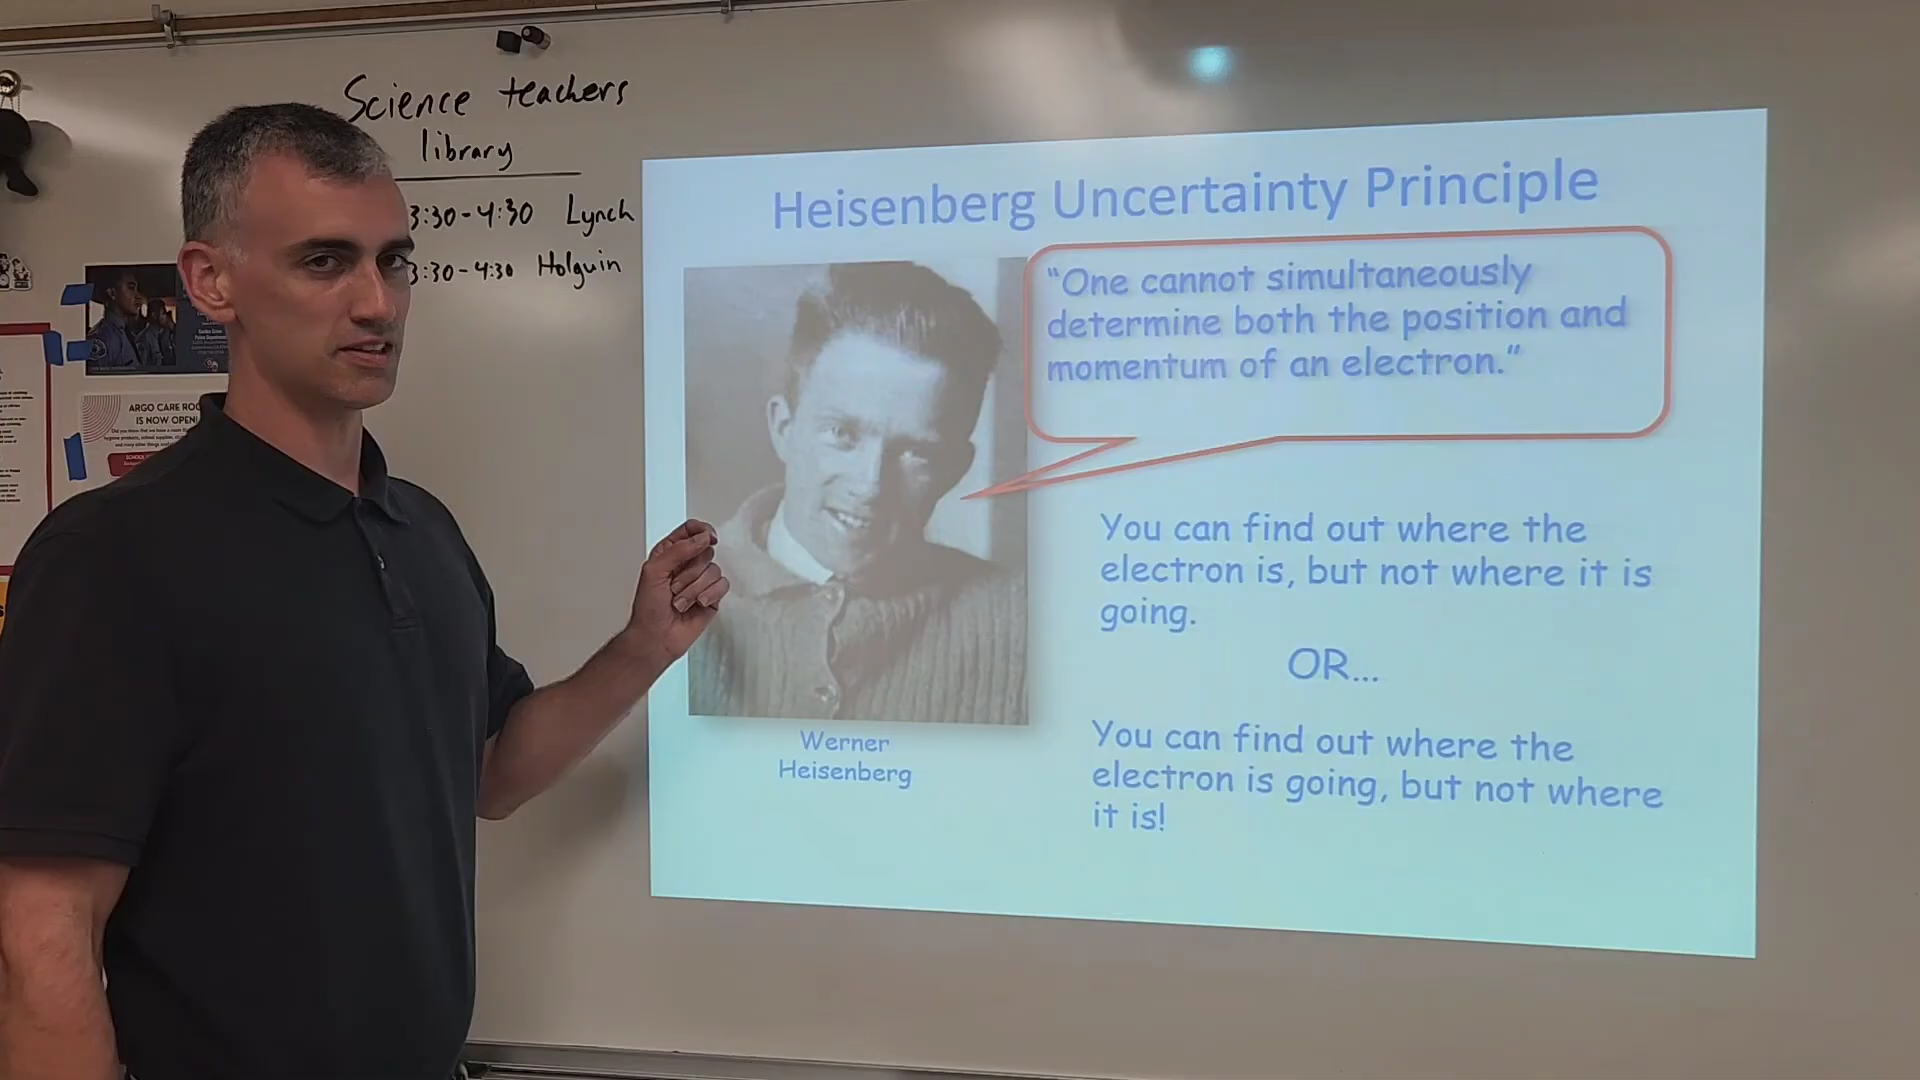 Science teachers
library
3:30-4:30 Lynch
3:30-4:30 Holguin
ARGO CARE ROO
IS NOW OPEN!
Heisenberg Uncertainty Principle
"One cannot simultaneously
determine both the position and
momentum of an electron."
You can find out where the
electron is, but not where it is
going.
OR...
You can find out where the
electron is going, but not where
it is!
Werner
Heisenberg